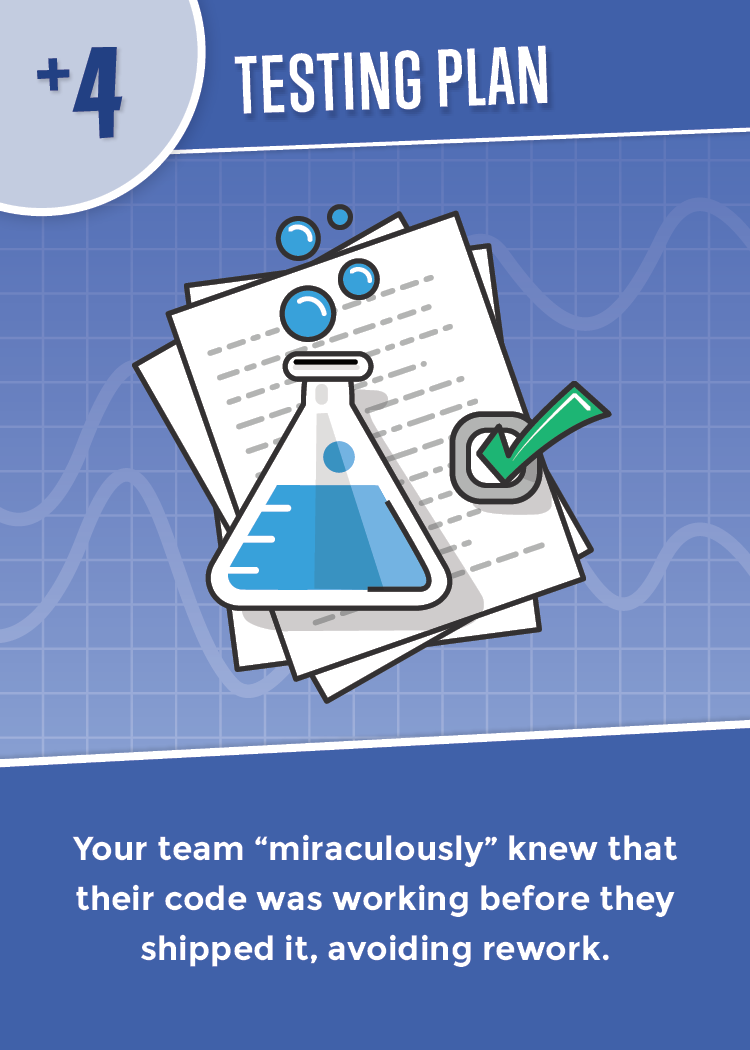 +4
TESTING PLAN
Your team “miraculously” knew that
their code was working before they
shipped it, avoiding rework.